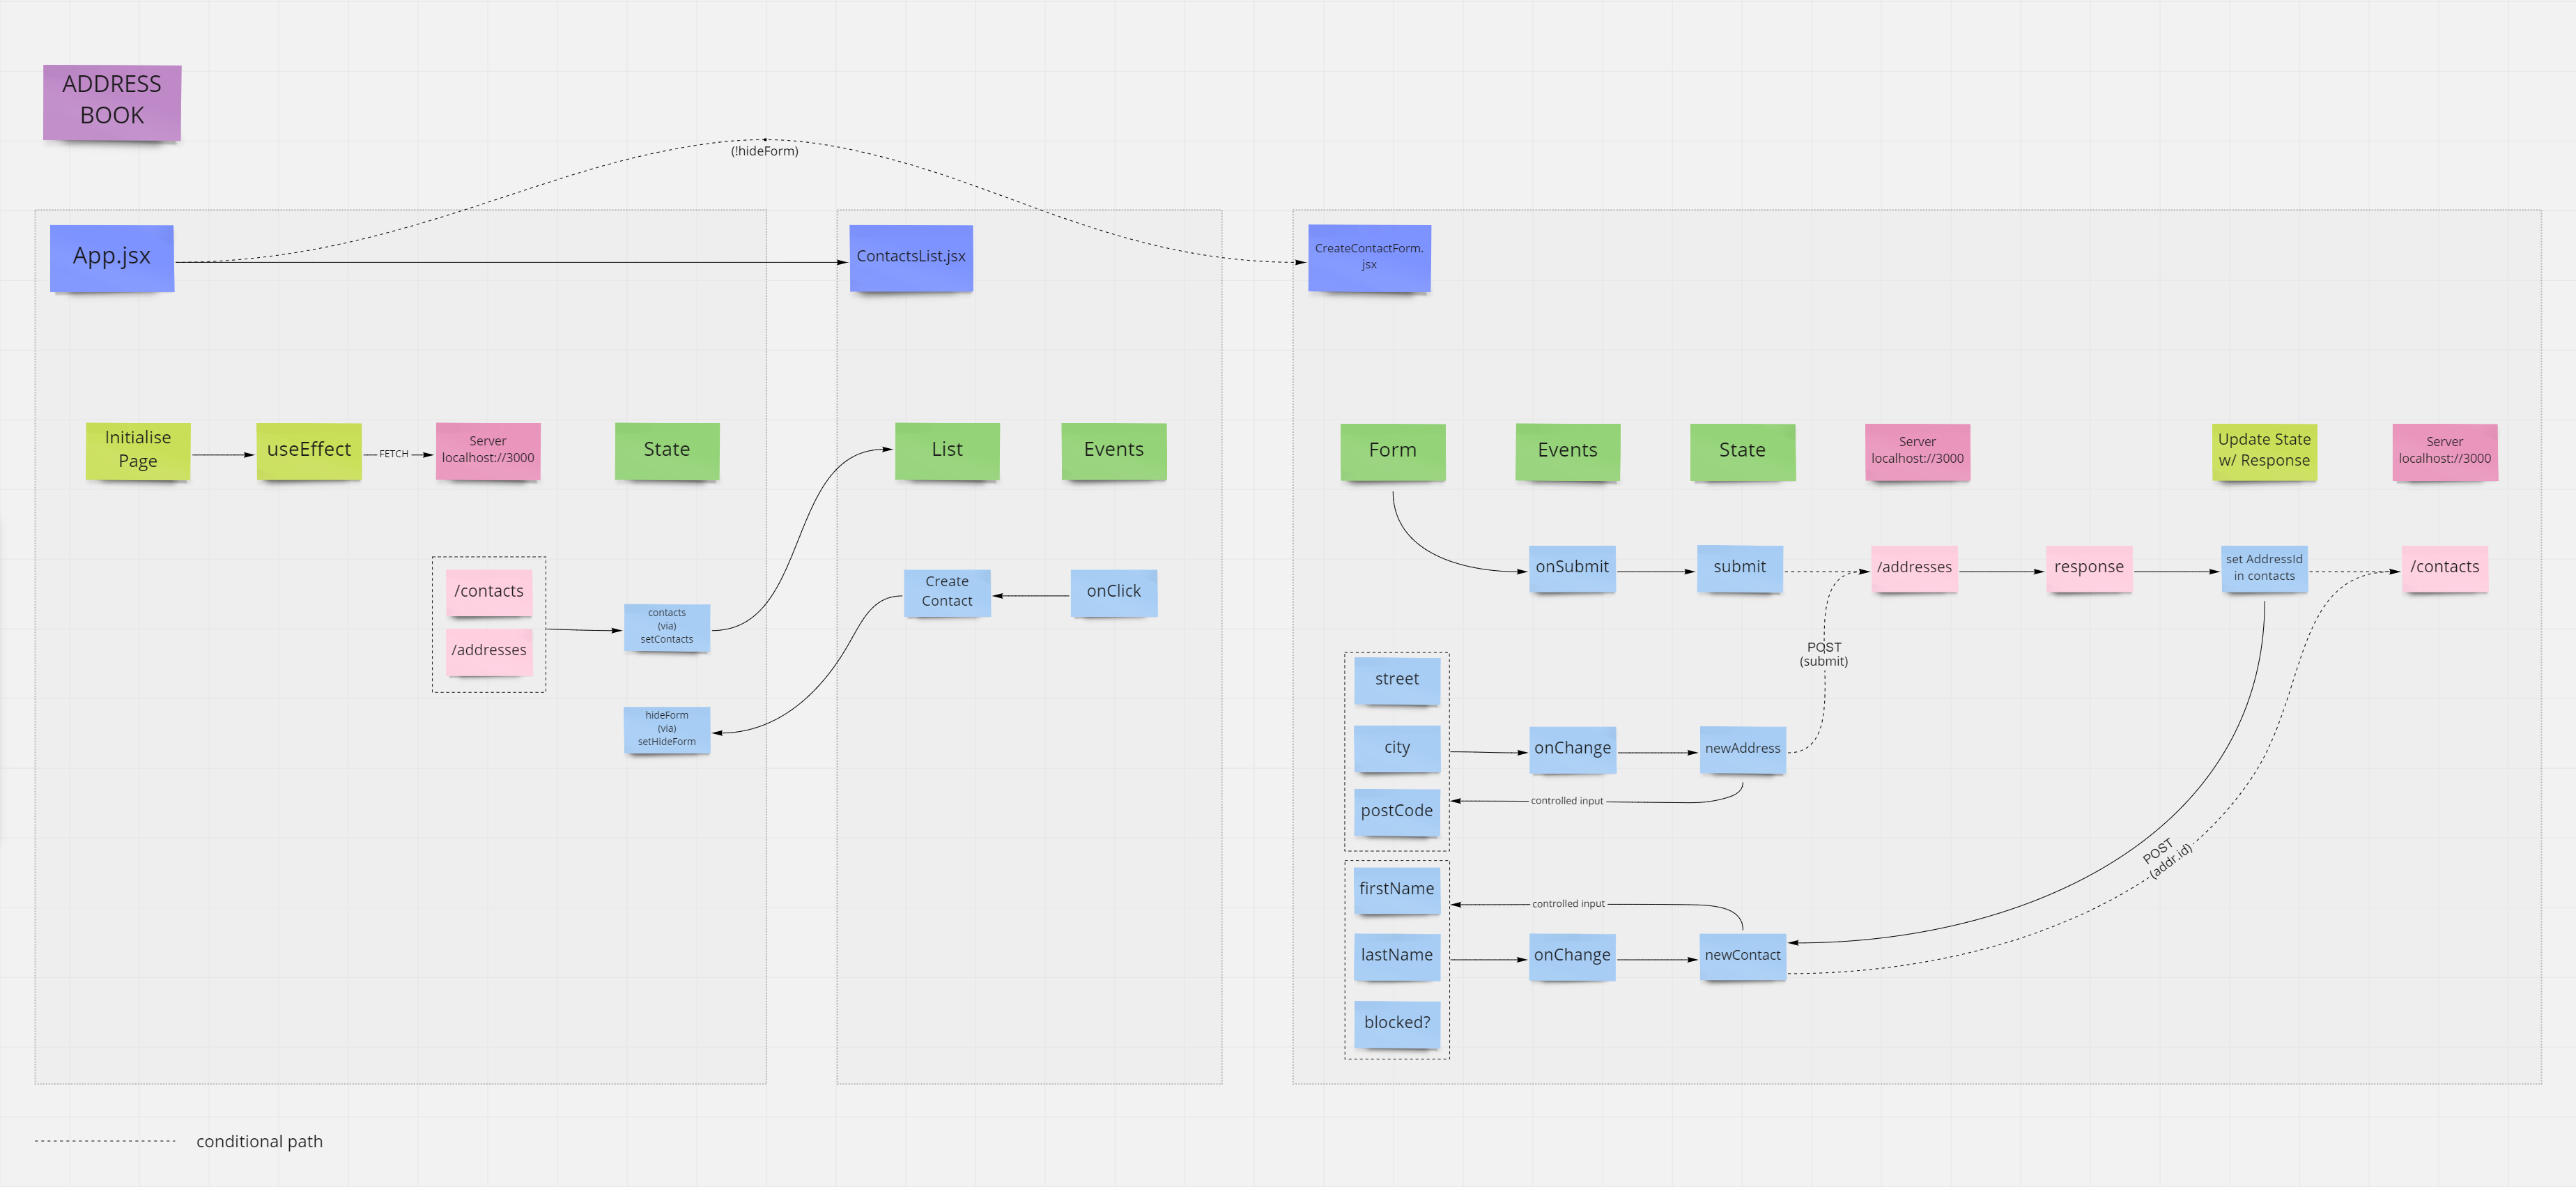 ADDRESS
BOOK
(!hideForm)
App.jsx
ContactsList.jsx
CreateContactForm.
jsx
Initialise
Page
useEffect
FETCH
Server
localhost://3000
State
List
Events
Form
Events
State
Server
localhost://3000
Update State
w/ Response
Server
localhost://3000
/contacts
/addresses
contacts
(via)
setContacts
hideForm
(via)
setHideForm
Create
Contact
onClick
onSubmit
submit
/addresses
response
set AddressId
in contacts
/contacts
POST
(submit)
street
city
postCode
onChange
newAddress
controlled input
firstName
lastName
blocked?
controlled input
onChange
newContact
POST
(addr.id)
conditional path